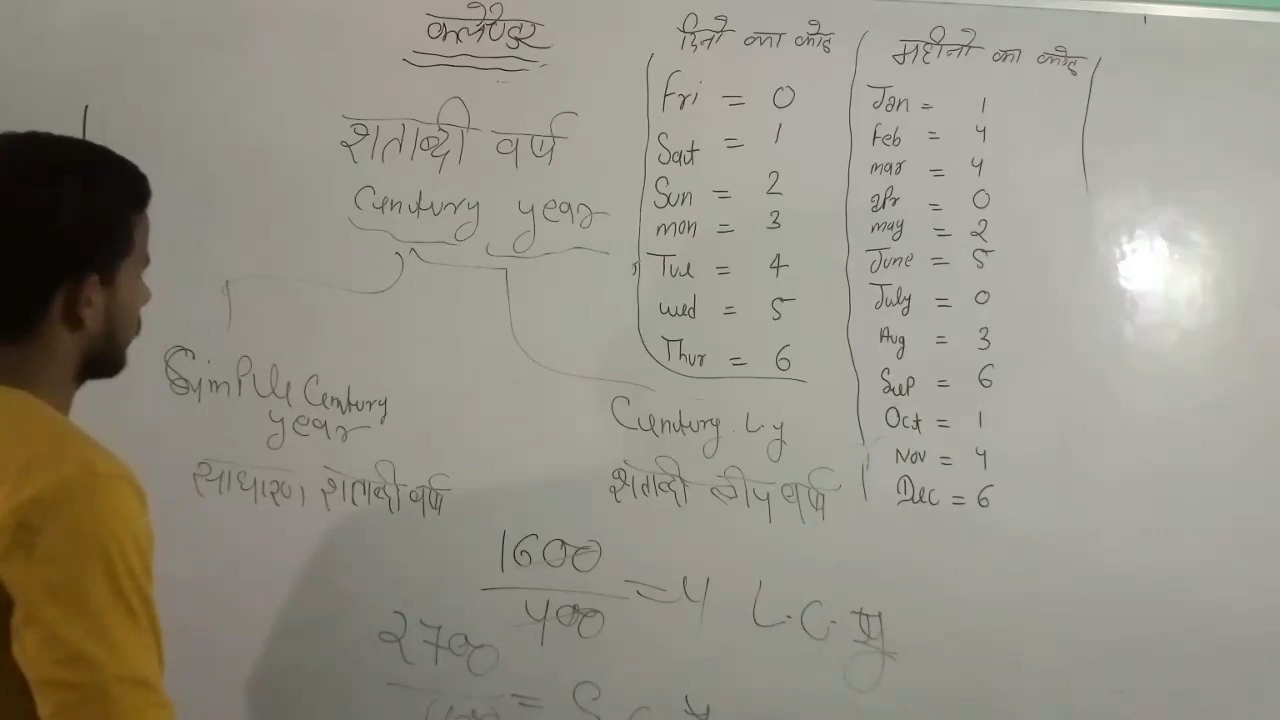 कलेण्डर
शताब्दी वर्ष
Century year
Simple Century
year
साधारण शताब्दी वर्ष
Century L y
शताब्दी लीप वर्ष
1600
400
= 4 L.C.y
2700
= S C y
दिनो का कोड
Fri = 0
Sat = 1
Sun = 2
mon = 3
Tue = 4
wed = 5
Thur = 6
महीनो का कोड
Jan = 1
Feb = 4
mar = 4
apr = 0
may = 2
June = 5
July = 0
Aug = 3
Sep = 6
Oct = 1
Nov = 4
Dec = 6